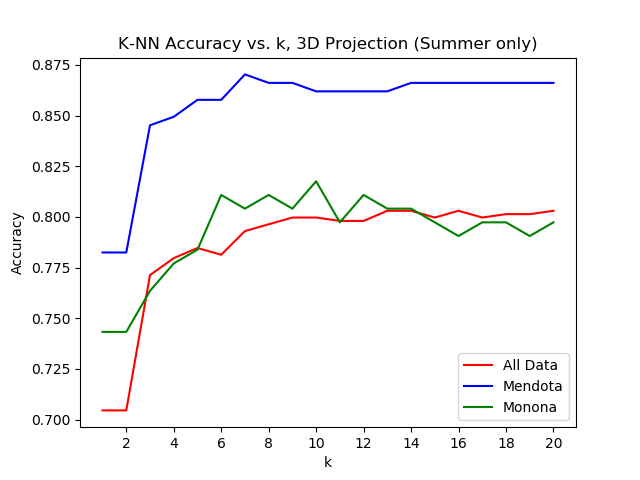 K-NN Accuracy vs. k, 3D Projection (Summer only)
0.875
0.850
0.825
0.800
0.775
0.750
0.725
0.700
Accuracy
2 4 6 8 10 12 14 16 18 20
k
All Data
Mendota
Monona